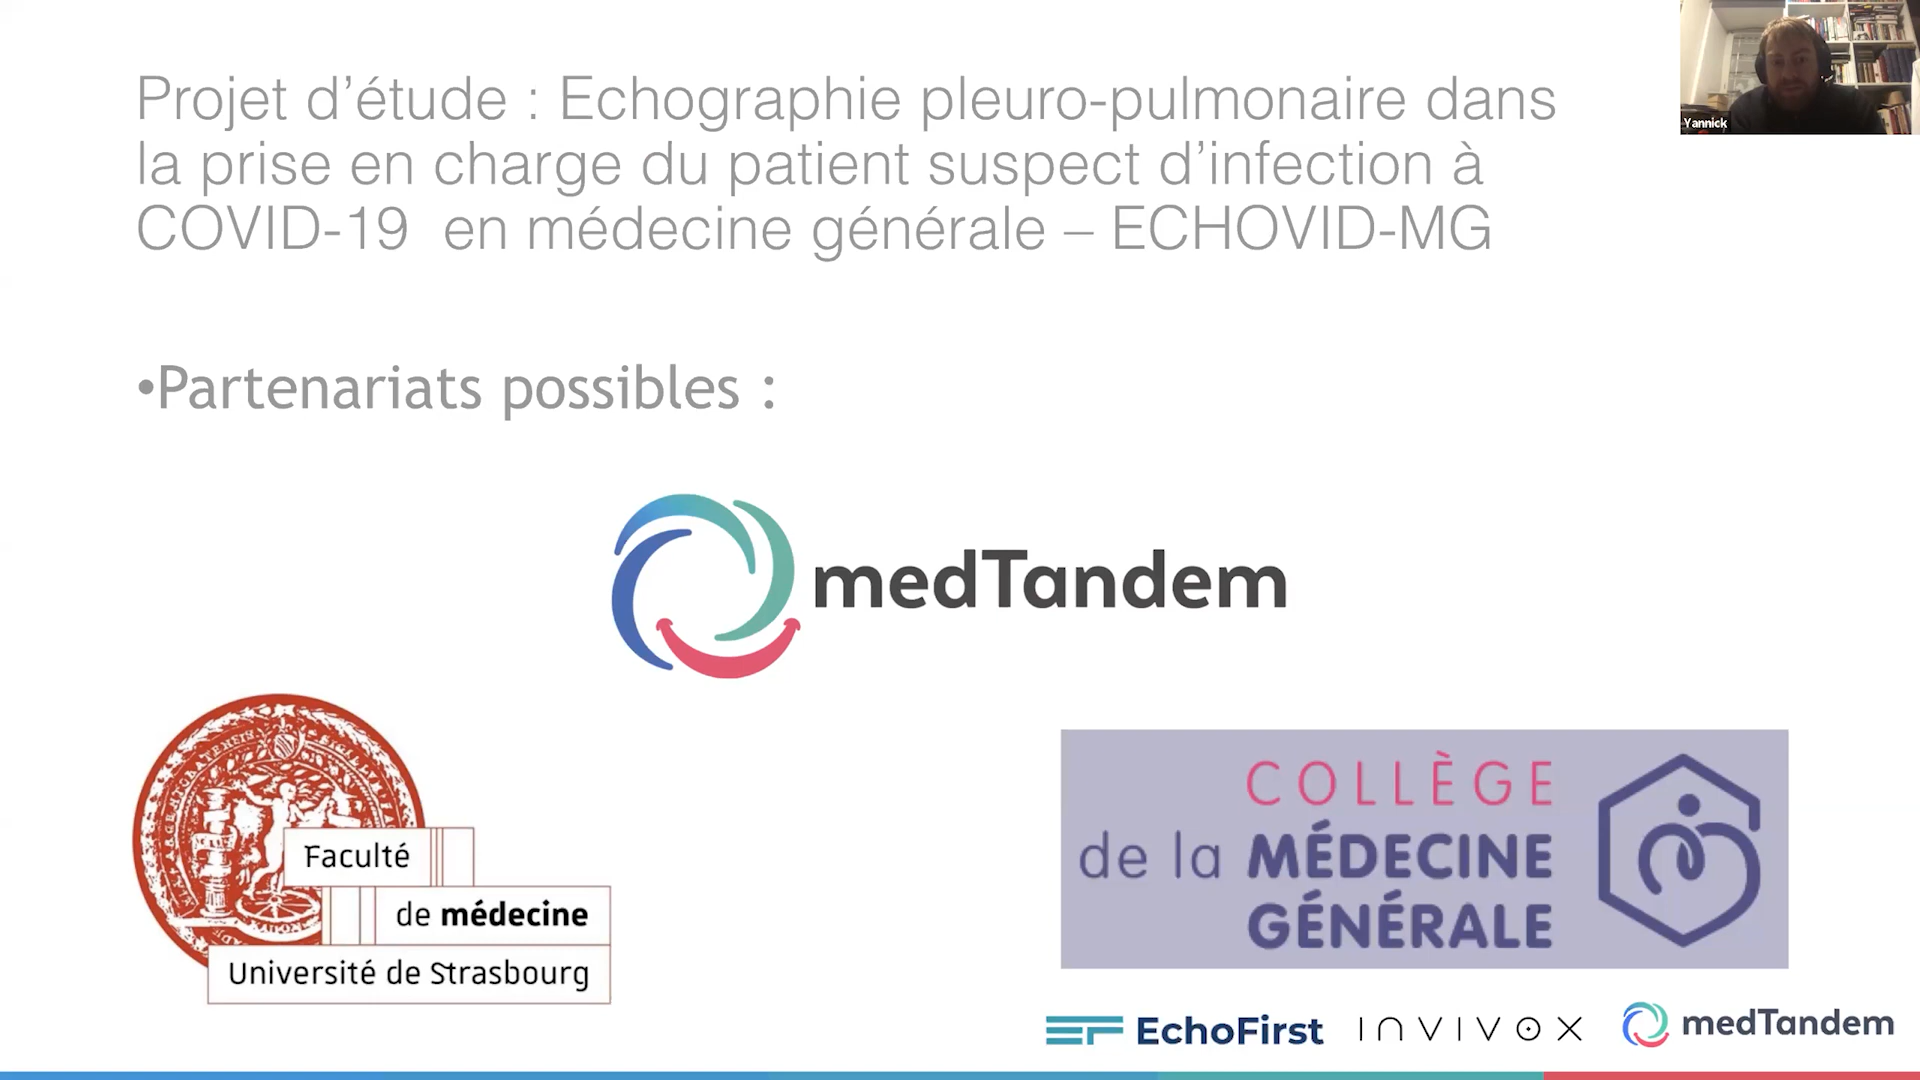 Projet d’étude : Echographie pleuro-pulmonaire dans
la prise en charge du patient suspect d’infection à
COVID-19  en médecine générale – ECHOVID-MG
Yannick
•Partenariats possibles :
medTandem
Faculté
de médecine
Université de Strasbourg
COLLÈGE
de la MÉDECINE
GÉNÉRALE
EchoFirst
INVIVOX
medTandem